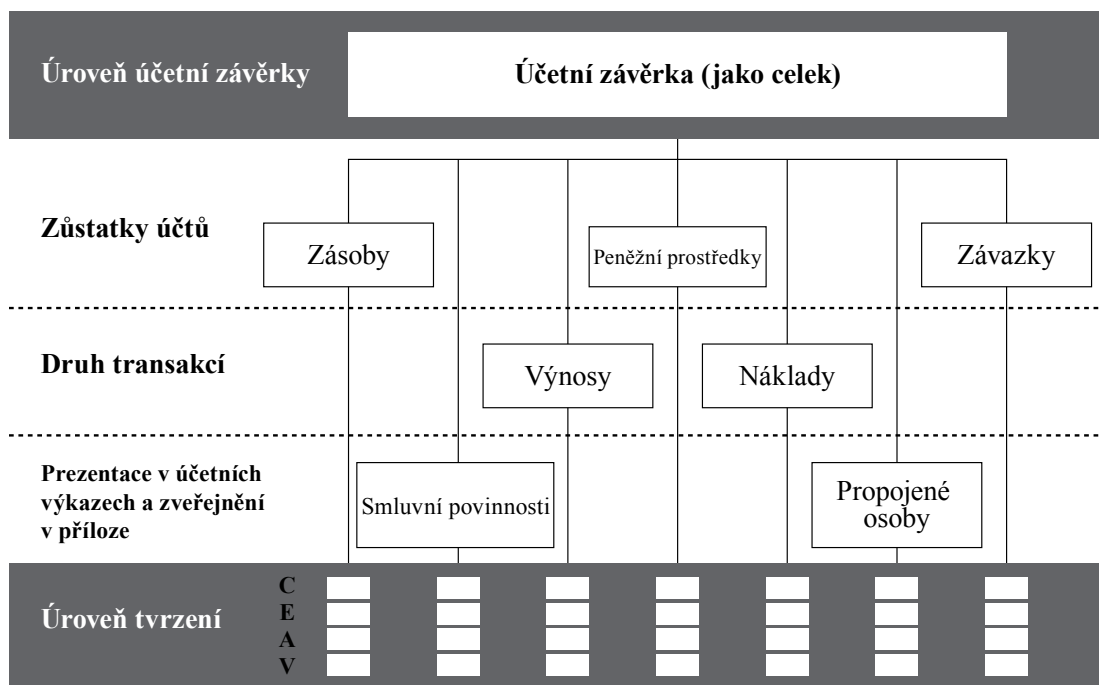 Úroveň účetní závěrky
Účetní závěrka (jako celek)
Zůstatky účtů
Zásoby
Peněžní prostředky
Závazky
Druh transakcí
Výnosy
Náklady
Prezentace v účetních
výkazech a zveřejnění
v příloze
Smluvní povinnosti
Propojené
osoby
Úroveň tvrzení
C
E
A
V